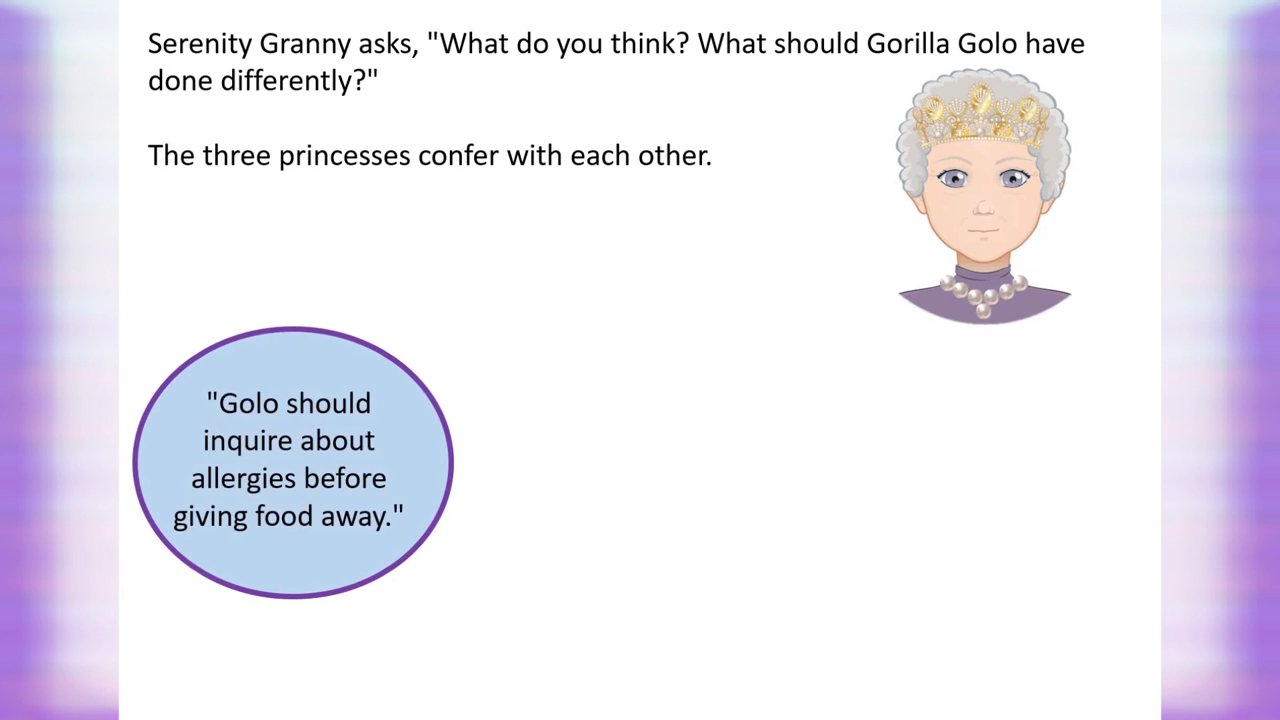 Serenity Granny asks, "What do you think? What should Gorilla Golo have
done differently?"
The three princesses confer with each other.
"Golo should
inquire about
allergies before
giving food away."